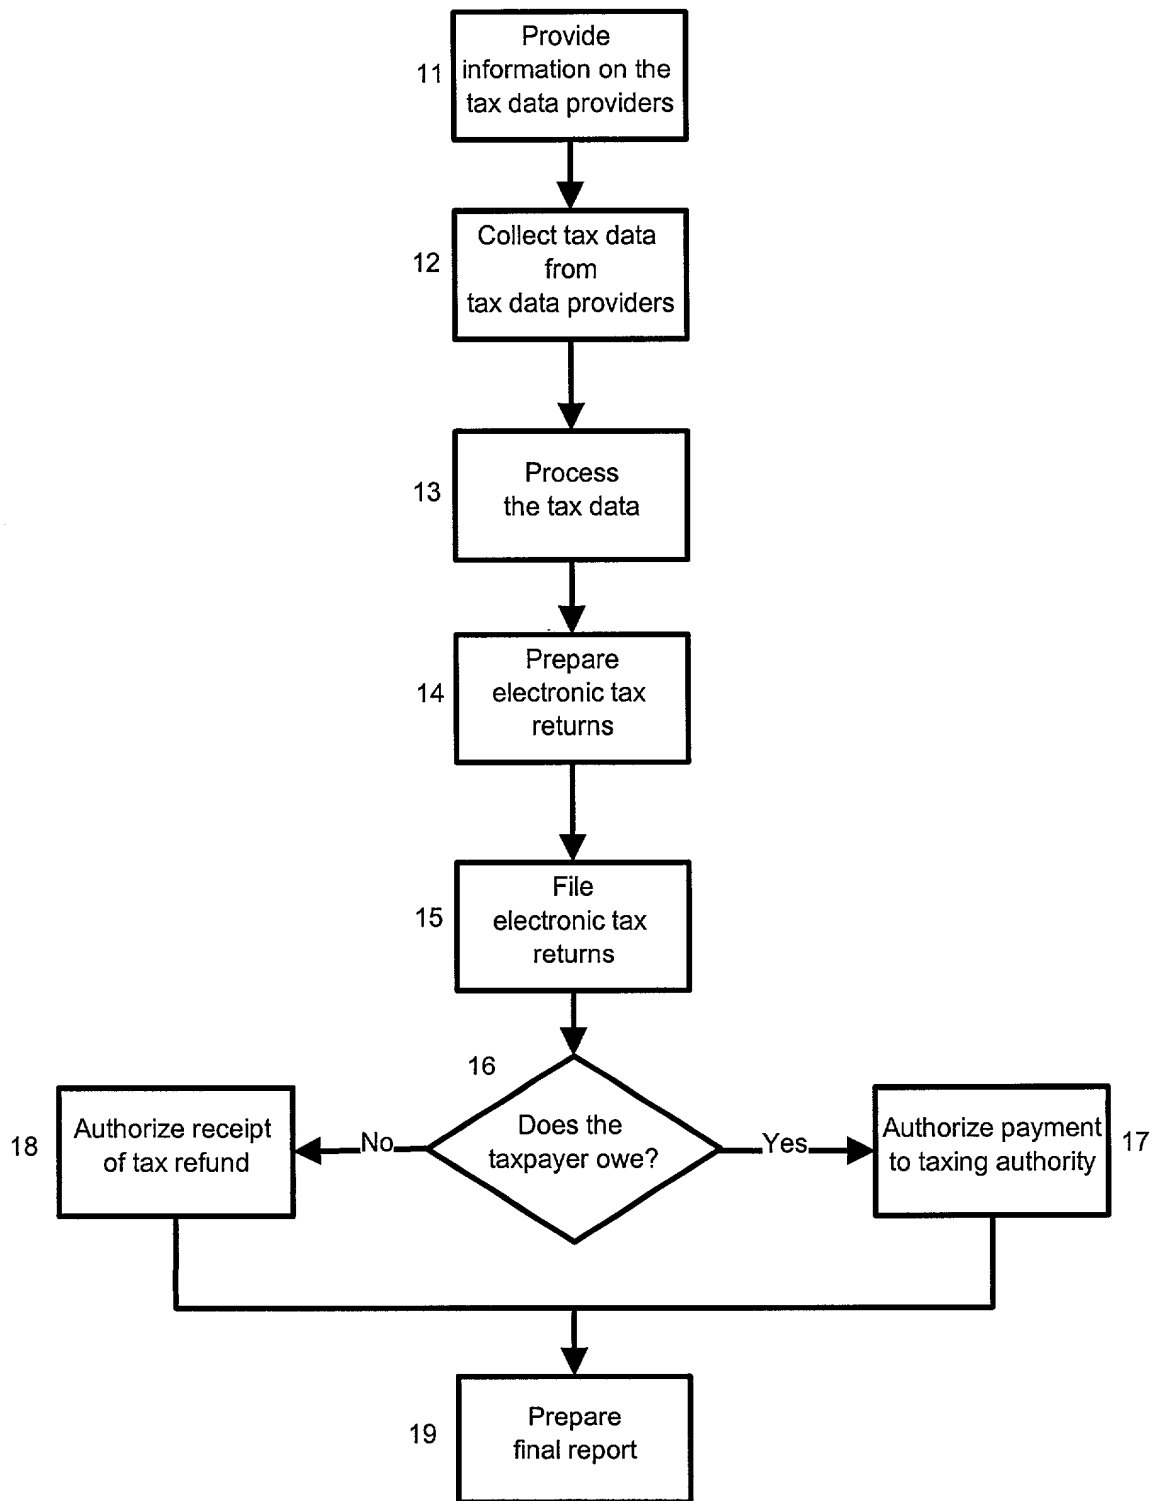 Provide
11 information on the
tax data providers
Collect tax data
12 from
tax data providers
Process
13 the tax data
Prepare
14 electronic tax
returns
File
15 electronic tax
returns
16
Does the
taxpayer owe?
No
Yes
18 Authorize receipt
of tax refund
Authorize payment 17
to taxing authority
Prepare
19 final report